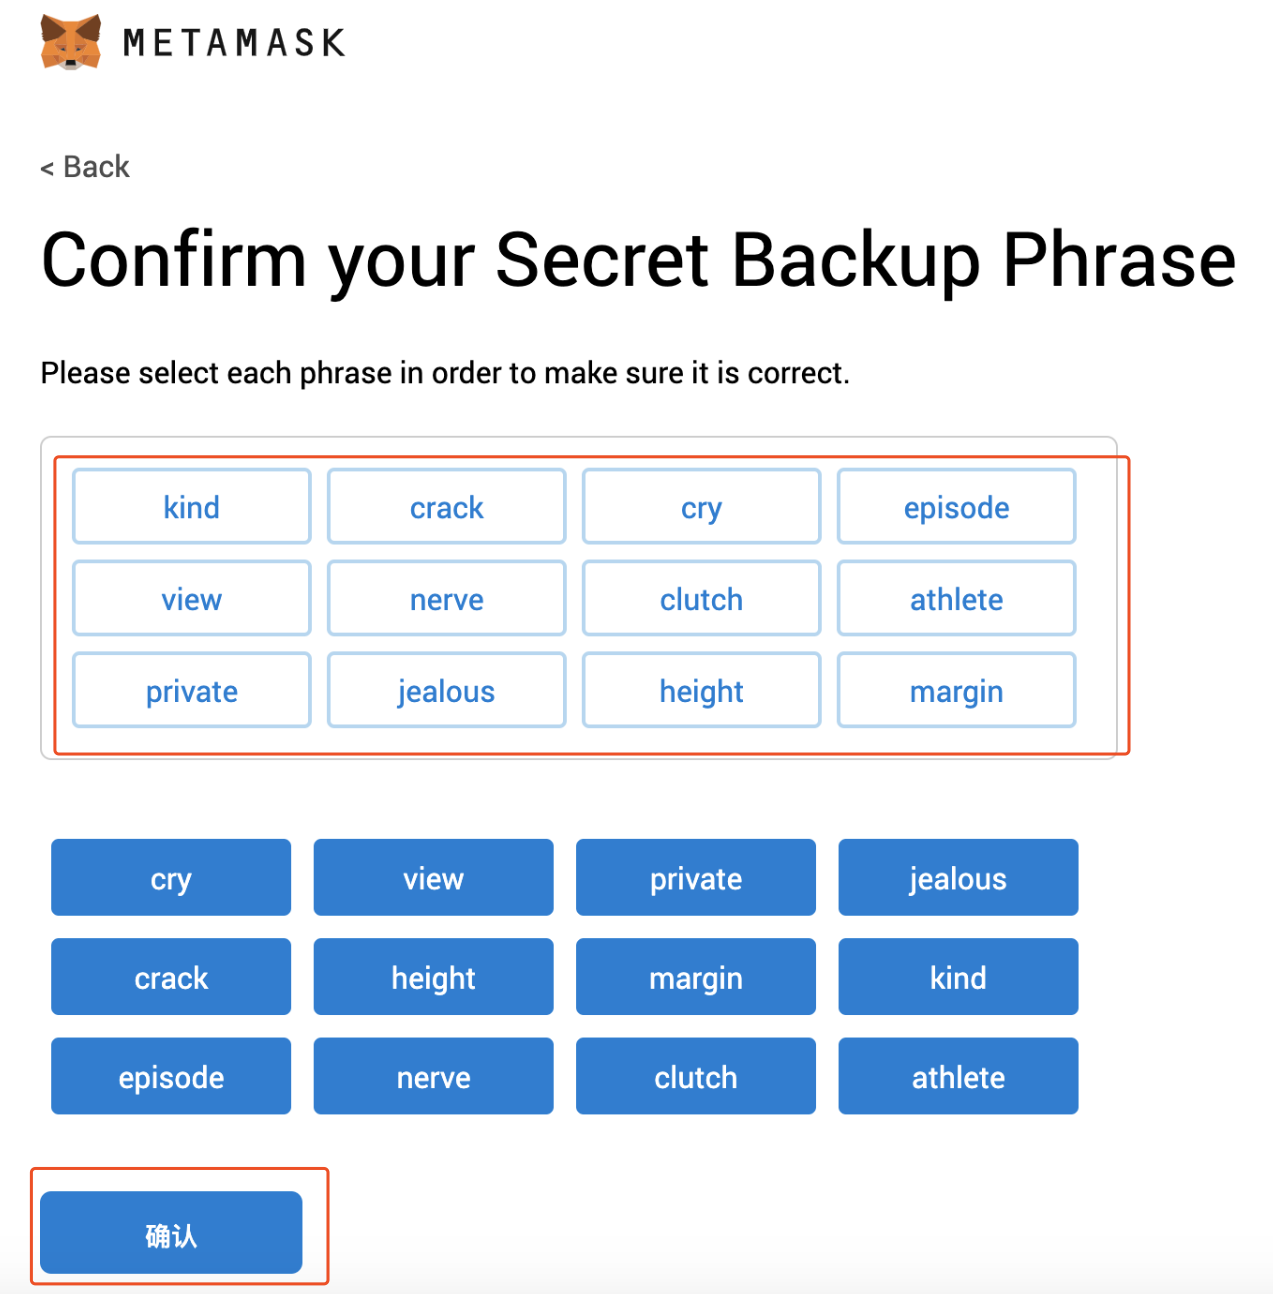 METAMASK
< Back
Confirm your Secret Backup Phrase
Please select each phrase in order to make sure it is correct.
kind crack cry episode
view nerve clutch athlete
private jealous height margin
cry view private jealous
crack height margin kind
episode nerve clutch athlete
确认